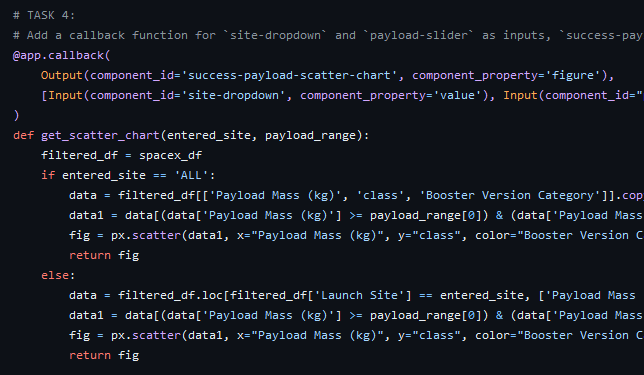 # TASK 4:
# Add a callback function for `site-dropdown` and `payload-slider` as inputs, `success-pay
@app.callback(
    Output(component_id='success-payload-scatter-chart', component_property='figure'),
    [Input(component_id='site-dropdown', component_property='value'), Input(component_id="
)
def get_scatter_chart(entered_site, payload_range):
    filtered_df = spacex_df
    if entered_site == 'ALL':
        data = filtered_df[['Payload Mass (kg)', 'class', 'Booster Version Category']].cop
        data1 = data[(data['Payload Mass (kg)'] >= payload_range[0]) & (data['Payload Mass
        fig = px.scatter(data1, x="Payload Mass (kg)", y="class", color="Booster Version C
        return fig
    else:
        data = filtered_df.loc[filtered_df['Launch Site'] == entered_site, ['Payload Mass
        data1 = data[(data['Payload Mass (kg)'] >= payload_range[0]) & (data['Payload Mass
        fig = px.scatter(data1, x="Payload Mass (kg)", y="class", color="Booster Version C
        return fig